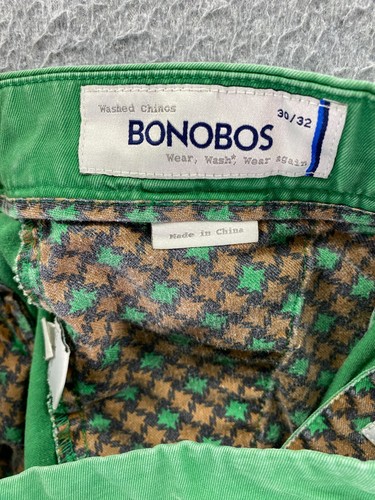 Washed Chinos
30/32
BONOBOS
Wear, Wash*, Wear again
Made in China